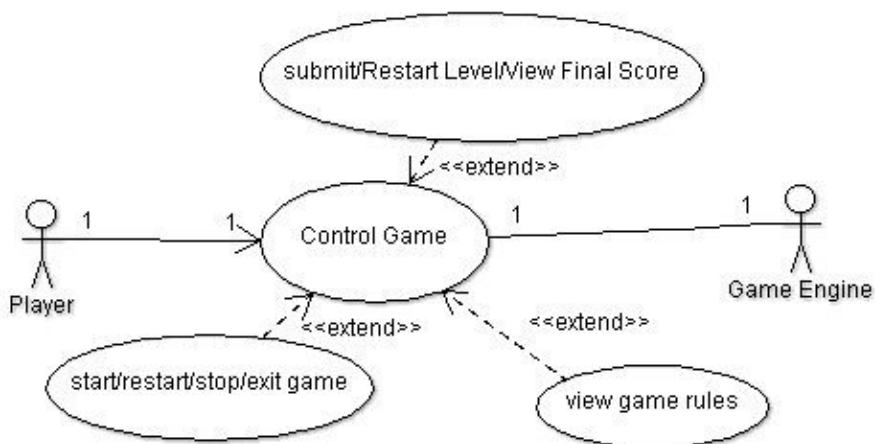 submit/Restart Level/View Final Score
<<extend>>
1
1
Control Game
1
1
Player
Game Engine
<<extend>>
<<extend>>
start/restart/stop/exit game
view game rules